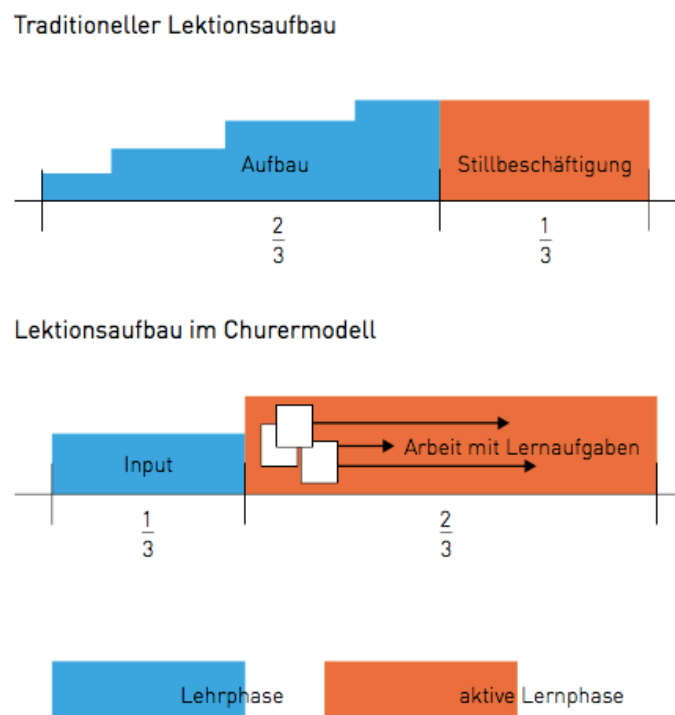 Traditioneller Lektionsaufbau
Aufbau
Stillbeschäftigung
2/3
1/3
Lektionsaufbau im Churermodell
Input
Arbeit mit Lernaufgaben
1/3
2/3
Lehrphase
aktive Lernphase